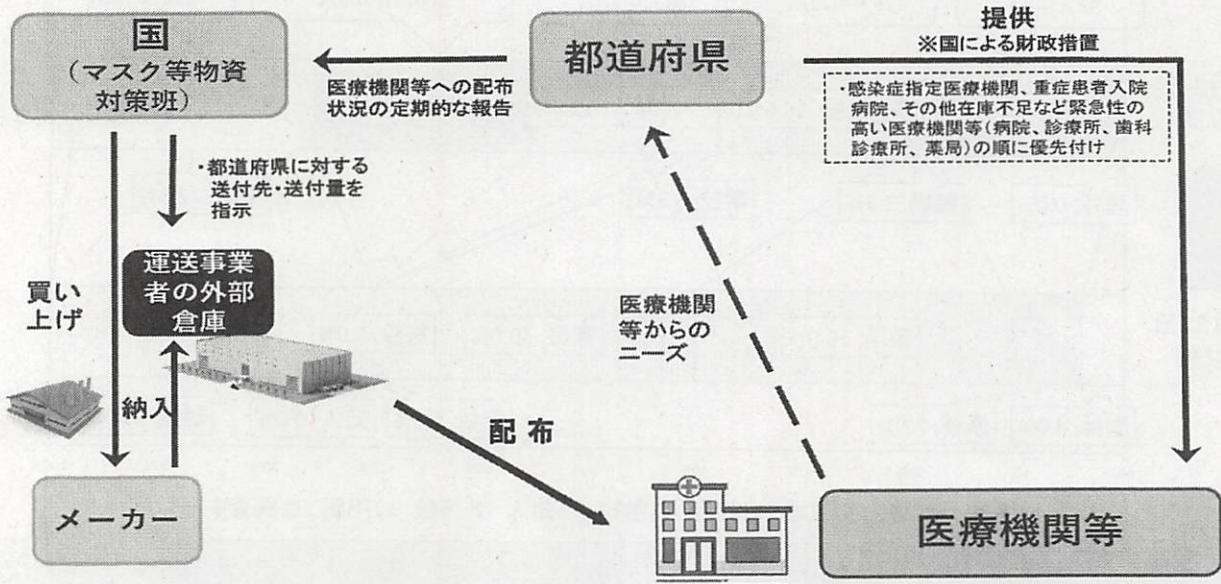 国
（マスク等物資
対策班）
都道府県
提供
※国による財政措置
医療機関等への配布
状況の定期的な報告
・感染症指定医療機関、重症患者入院
病院、その他在庫不足など緊急性の
高い医療機関等（病院、診療所、歯科
診療所、薬局）の順に優先付け
・都道府県に対する
送付先・送付量を
指示
買い
上げ
運送事業
者の外部
倉庫
医療機関
等からの
ニーズ
納入
配布
メーカー
医療機関等